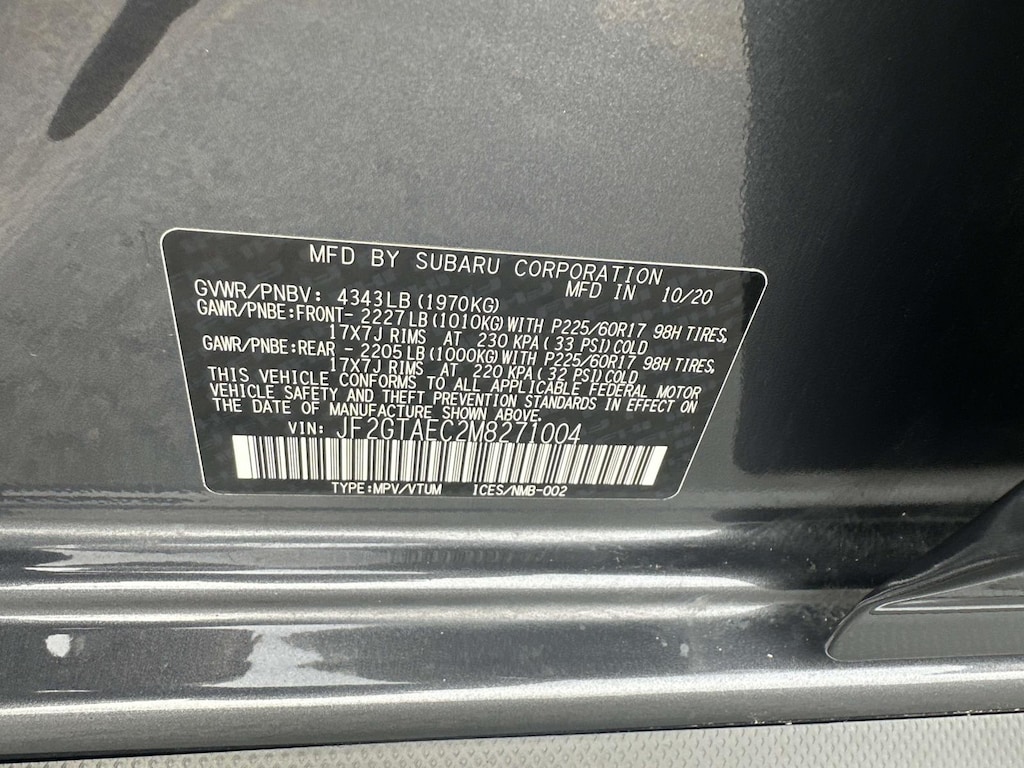 MFD BY SUBARU CORPORATION
MFD IN 10/20
GVWR/PNBV: 4343LB (1970KG)
GAWR/PNBE:FRONT- 2227LB (1010KG) WITH P225/60R17 98H TIRES,
17X7J RIMS AT 230 KPA ( 33 PSI) COLD
GAWR/PNBE:REAR - 2205LB (1000KG) WITH P225/60R17 98H TIRES,
17X7J RIMS AT 220 KPA ( 32 PSI) COLD
THIS VEHICLE CONFORMS TO ALL APPLICABLE FEDERAL MOTOR
VEHICLE SAFETY AND THEFT PREVENTION STANDARDS IN EFFECT ON
THE DATE OF MANUFACTURE SHOWN ABOVE.
VIN: JF2GTAEC2M8271004
TYPE:MPV/VTUM ICES/NMB-002